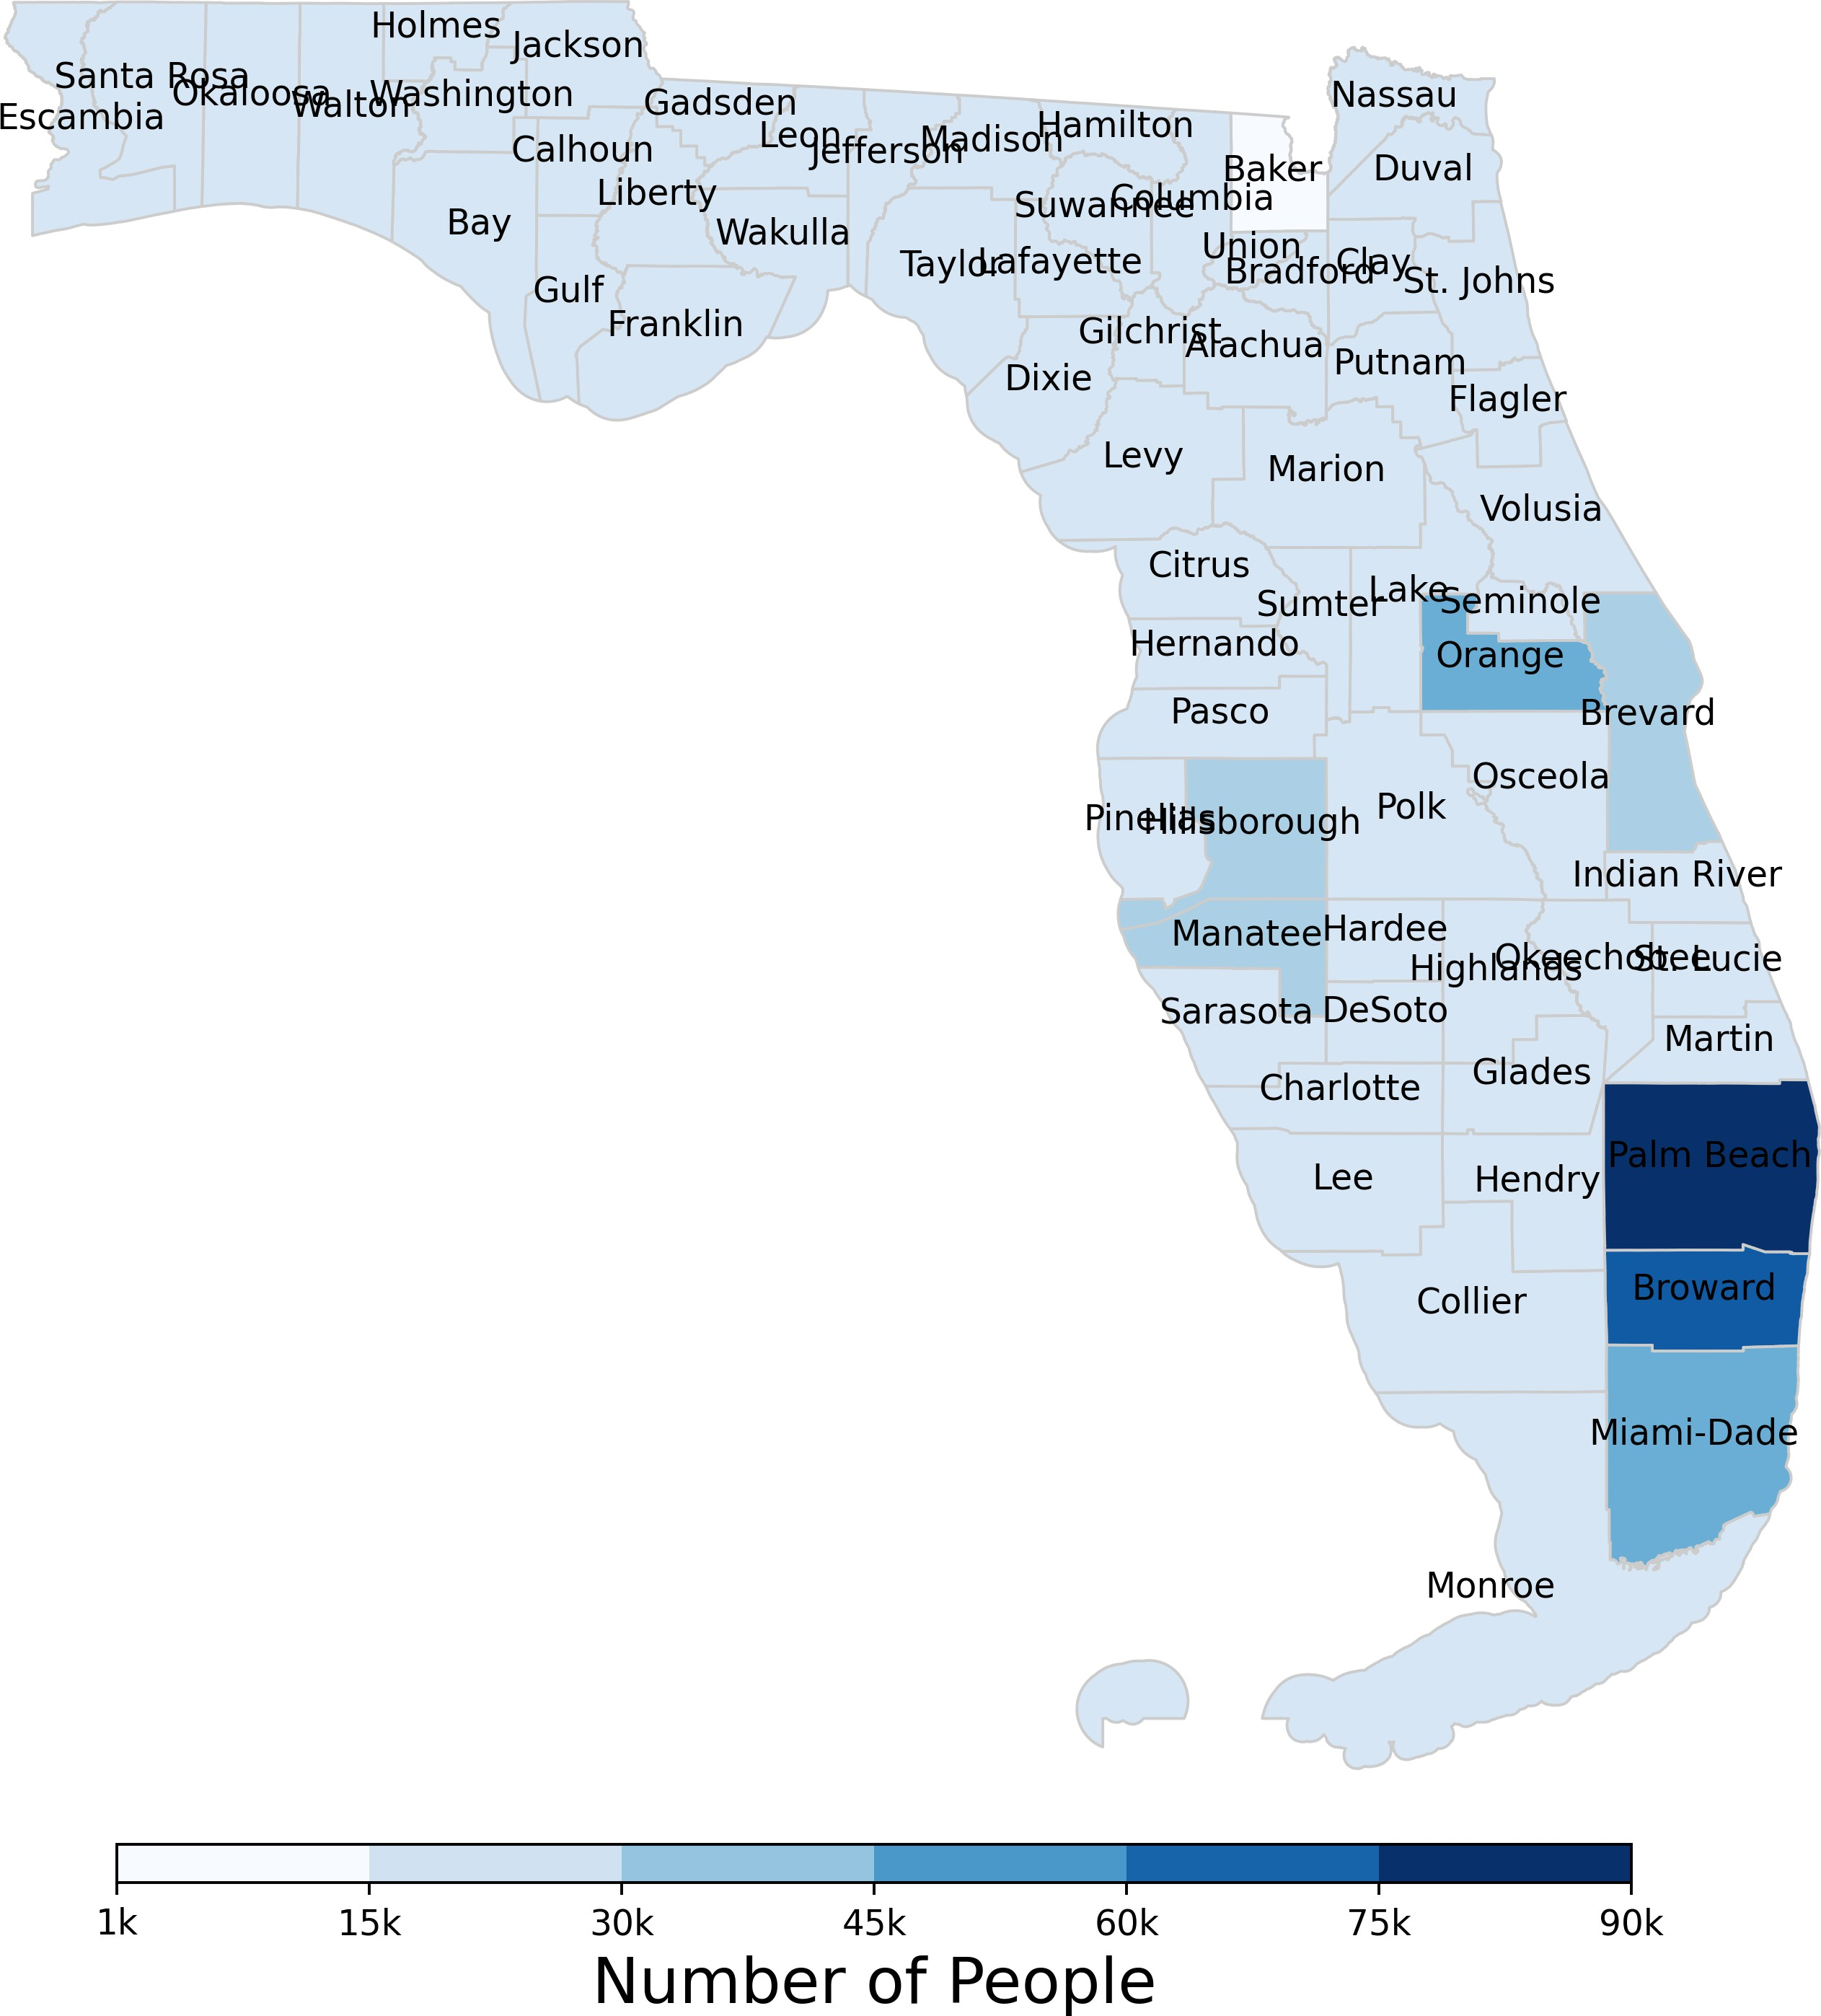 Holmes
Jackson
Santa Rosa
Okaloosa
Walton
Washington
Escambia
Gadsden
Leon
Jefferson
Madison
Hamilton
Nassau
Calhoun
Liberty
Bay
Wakulla
Suwannee
Columbia
Baker
Duval
Gulf
Franklin
Taylor
Lafayette
Union
Bradford
Clay
St. Johns
Gilchrist
Alachua
Putnam
Dixie
Flagler
Levy
Marion
Volusia
Citrus
Sumter
Lake
Seminole
Hernando
Orange
Pasco
Brevard
Osceola
Pinellas
Hillsborough
Polk
Indian River
Manatee
Hardee
Highlands
Okeechobee
St. Lucie
Sarasota
DeSoto
Martin
Charlotte
Glades
Palm Beach
Lee
Hendry
Collier
Broward
Miami-Dade
Monroe
1k 15k 30k 45k 60k 75k 90k
Number of People